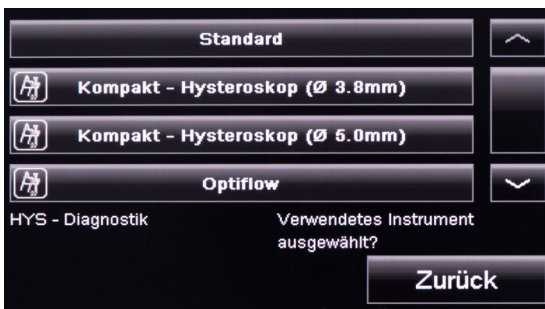 Standard
Kompakt - Hysteroskop (Ø 3.8mm)
Kompakt - Hysteroskop (Ø 5.0mm)
Optiflow
HYS - Diagnostik
Verwendetes Instrument
ausgewählt?
Zurück